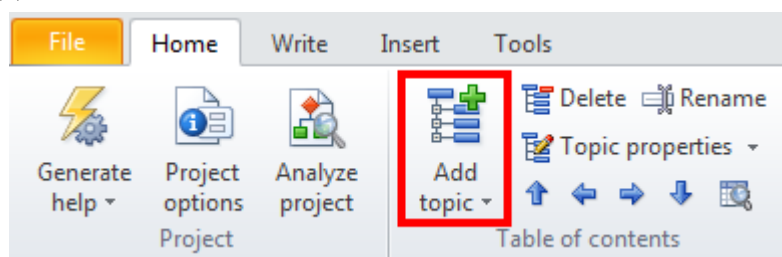 File Home Write Insert Tools
Generate help
Project options
Analyze project
Add topic
Delete Rename
Topic properties
Project
Table of contents